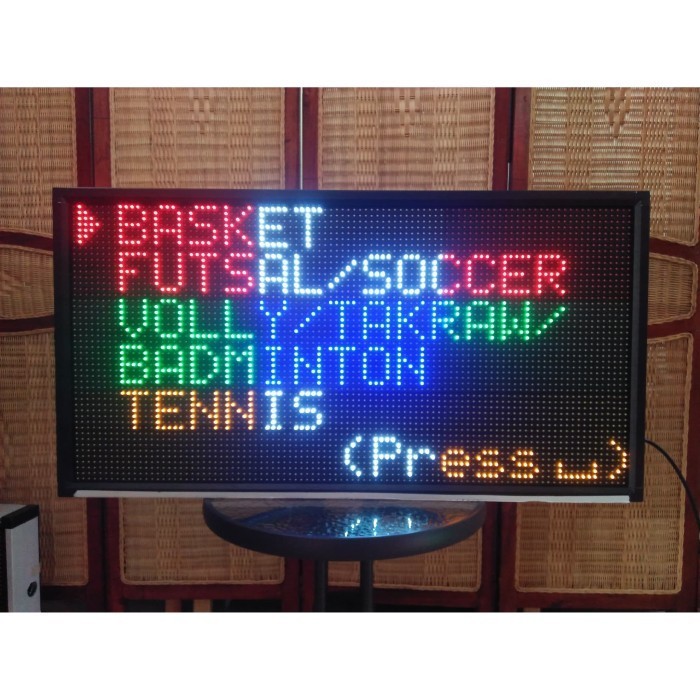 BASKET
FUTSAL/SOCCER
VOLLY/TAKRAW/
BADMINTON
TENNIS
(Press ⎵)